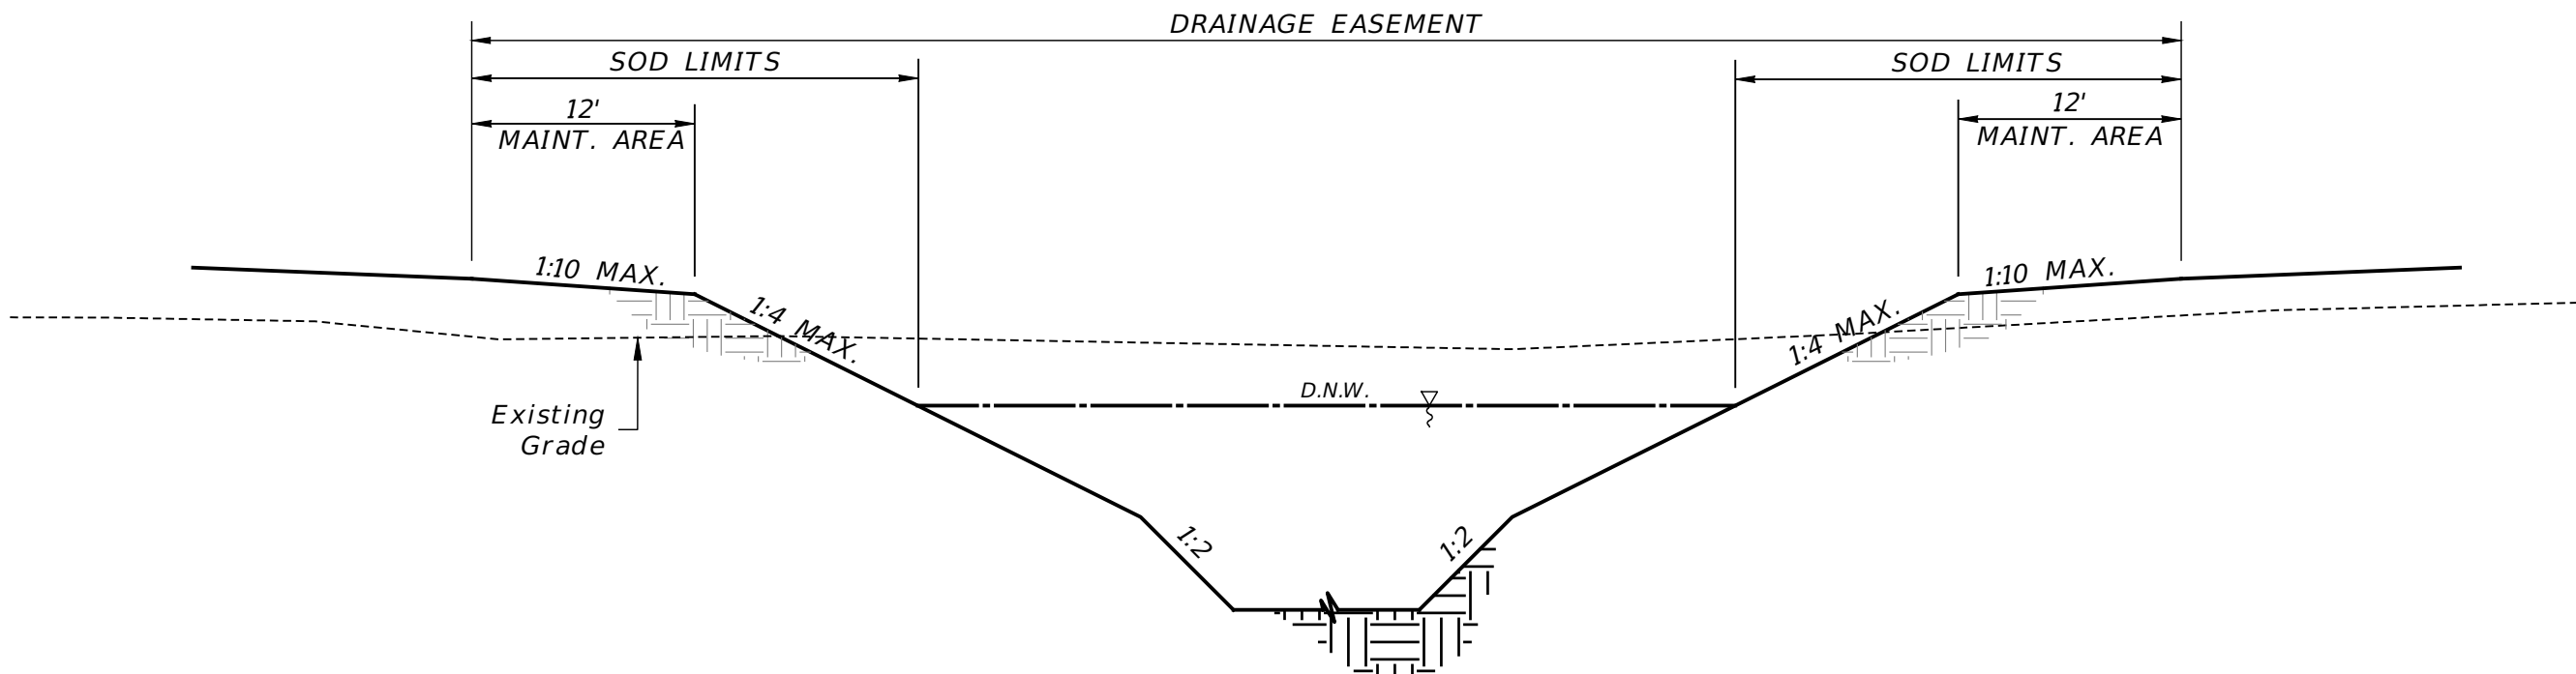 DRAINAGE EASEMENT
SOD LIMITS
SOD LIMITS
12'
MAINT. AREA
12'
MAINT. AREA
1:10 MAX.
1:4 MAX.
1:4 MAX.
1:10 MAX.
D.N.W.
Existing
Grade
1:2
1:2